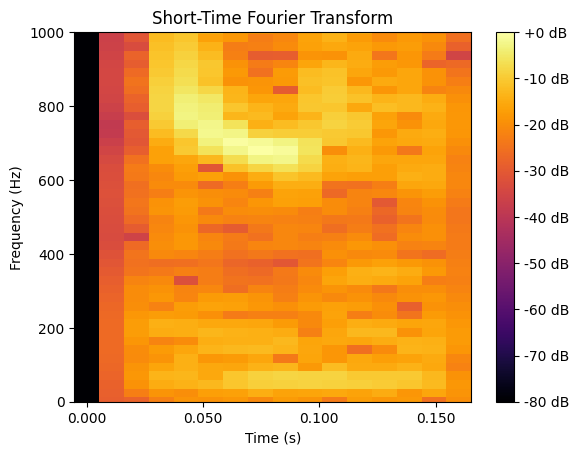 Short-Time Fourier Transform
1000
800
600
400
200
0
Frequency (Hz)
0.000
0.050
0.100
0.150
Time (s)
+0 dB
-10 dB
-20 dB
-30 dB
-40 dB
-50 dB
-60 dB
-70 dB
-80 dB